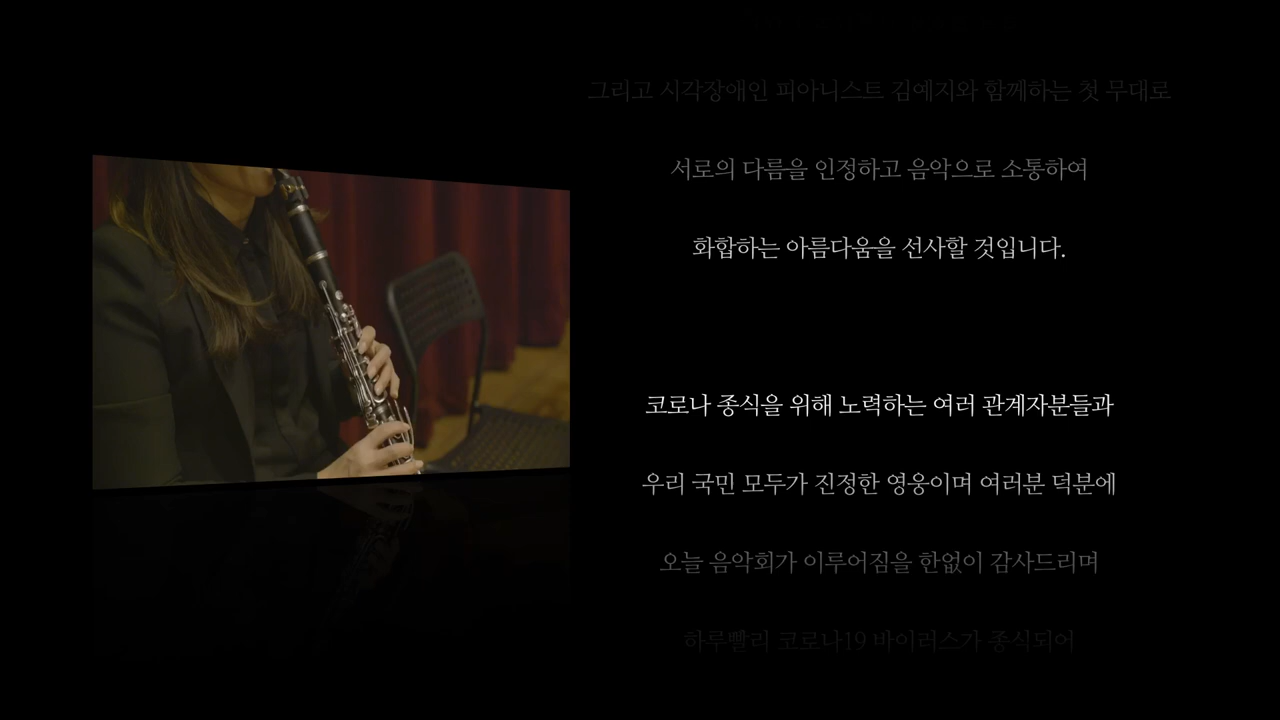 그리고 시각장애인 피아니스트 김예지와 함께하는 첫 무대로
서로의 다름을 인정하고 음악으로 소통하여
화합하는 아름다움을 선사할 것입니다.
코로나 종식을 위해 노력하는 여러 관계자분들과
우리 국민 모두가 진정한 영웅이며 여러분 덕분에
오늘 음악회가 이루어짐을 한없이 감사드리며
하루빨리 코로나19 바이러스가 종식되어